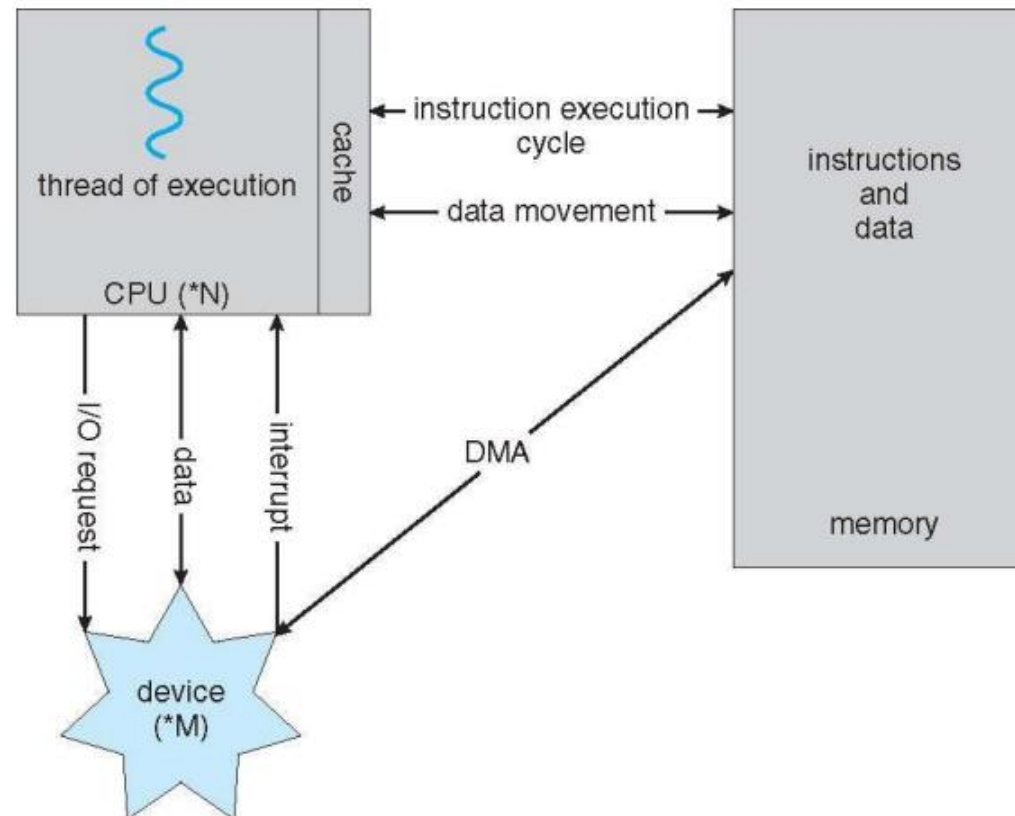 thread of execution
cache
CPU (*N)
instruction execution
cycle
data movement
instructions
and
data
memory
I/O request
data
interrupt
DMA
device
(*M)